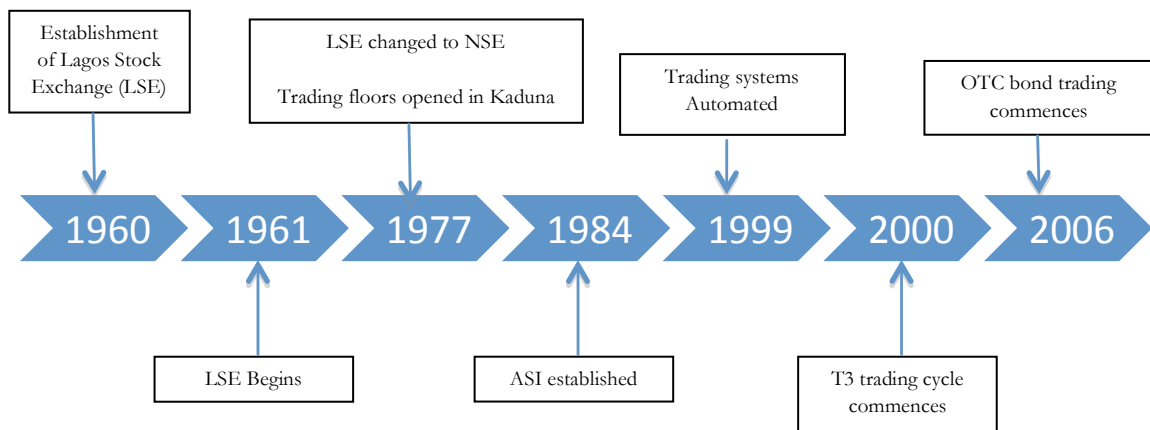 Establishment
of Lagos Stock
Exchange (LSE)
LSE changed to NSE
Trading floors opened in Kaduna
Trading systems
Automated
OTC bond trading
commences
1960
1961
1977
1984
1999
2000
2006
LSE Begins
ASI established
T3 trading cycle
commences